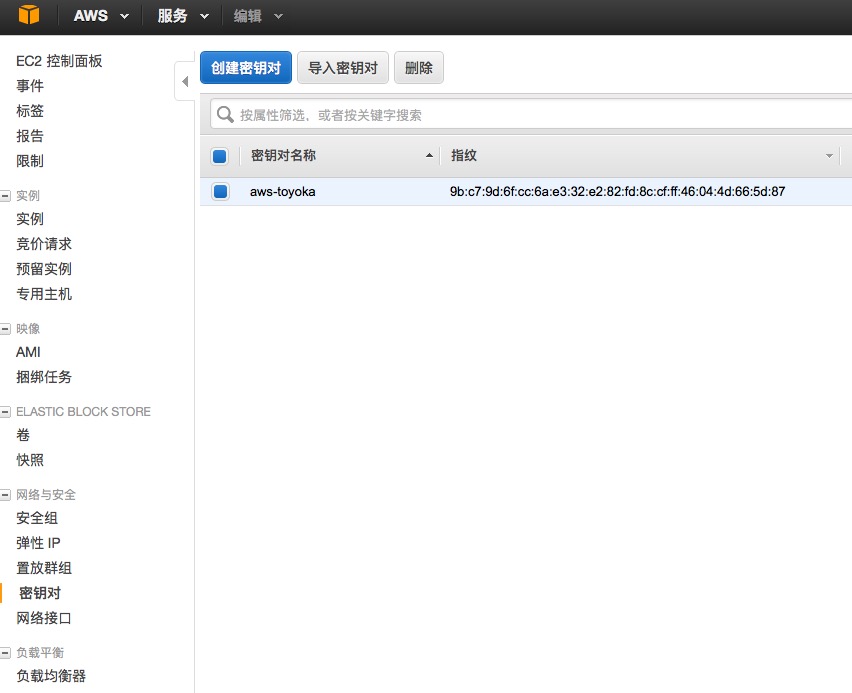 AWS 服务 编辑
EC2 控制面板
事件
标签
报告
限制
实例
实例
竞价请求
预留实例
专用主机
映像
AMI
捆绑任务
ELASTIC BLOCK STORE
卷
快照
网络与安全
安全组
弹性 IP
置放群组
密钥对
网络接口
负载平衡
负载均衡器
创建密钥对 导入密钥对 删除
按属性筛选，或者按关键字搜索
密钥对名称 指纹
aws-toyoka 9b:c7:9d:6f:cc:6a:e3:32:e2:82:fd:8c:cf:ff:46:04:4d:66:5d:87